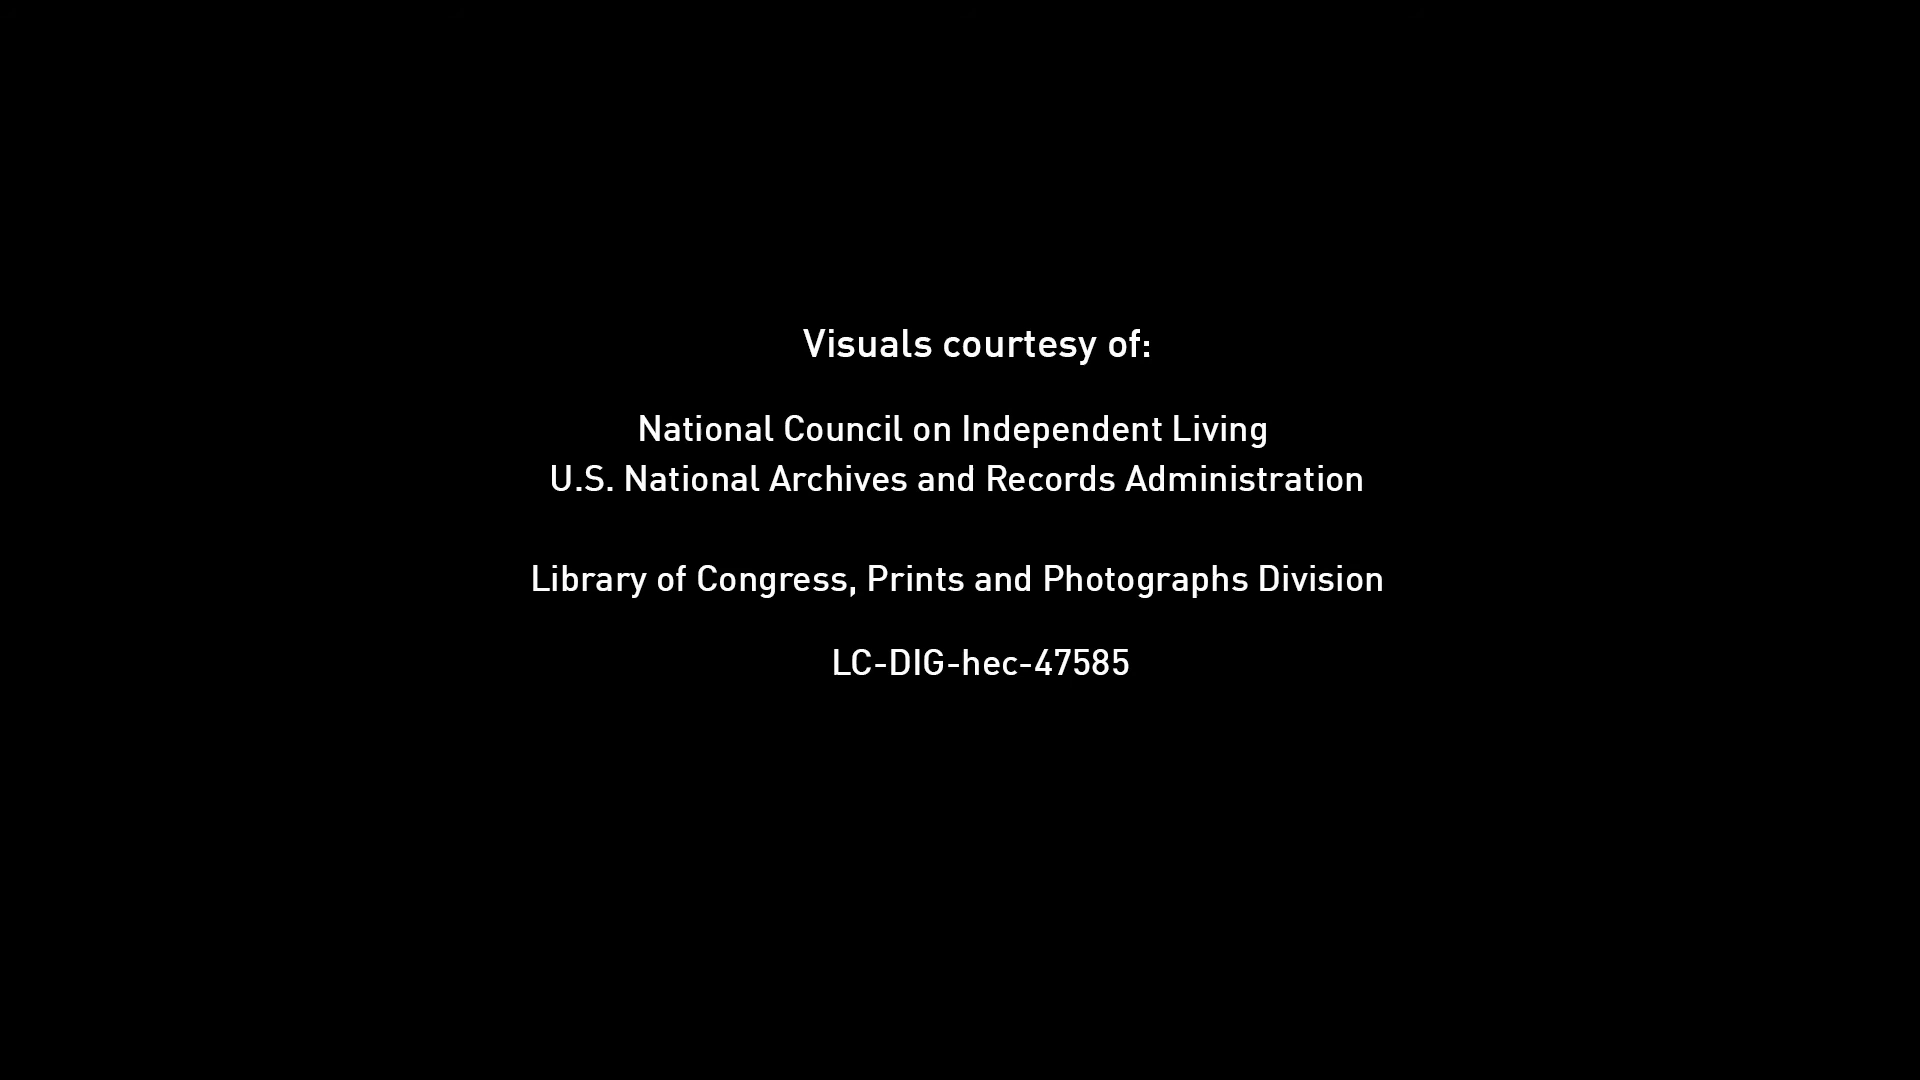 Visuals courtesy of:
National Council on Independent Living
U.S. National Archives and Records Administration
Library of Congress, Prints and Photographs Division
LC-DIG-hec-47585